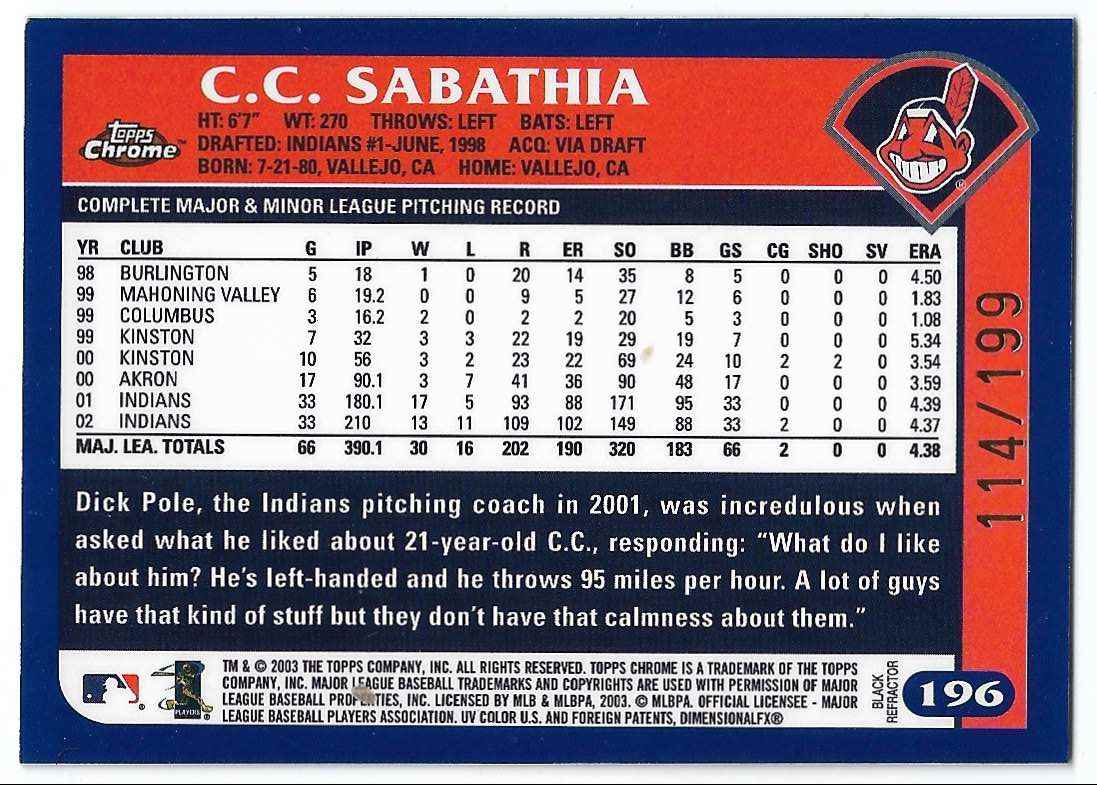 C.C. SABATHIA
Topps Chrome™
HT: 6'7" WT: 270 THROWS: LEFT BATS: LEFT
DRAFTED: INDIANS #1-JUNE, 1998 ACQ: VIA DRAFT
BORN: 7-21-80, VALLEJO, CA HOME: VALLEJO, CA
®
COMPLETE MAJOR & MINOR LEAGUE PITCHING RECORD
YR CLUB G IP W L R ER SO BB GS CG SHO SV ERA
98 BURLINGTON 5 18 1 0 20 14 35 8 5 0 0 0 4.50
99 MAHONING VALLEY 6 19.2 0 0 9 5 27 12 6 0 0 0 1.83
99 COLUMBUS 3 16.2 2 0 2 2 20 5 3 0 0 0 1.08
99 KINSTON 7 32 3 3 22 19 29 19 7 0 0 0 5.34
00 KINSTON 10 56 3 2 23 22 69 24 10 2 2 0 3.54
00 AKRON 17 90.1 3 7 41 36 90 48 17 0 0 0 3.59
01 INDIANS 33 180.1 17 5 93 88 171 95 33 0 0 0 4.39
02 INDIANS 33 210 13 11 109 102 149 88 33 2 0 0 4.37
MAJ. LEA. TOTALS 66 390.1 30 16 202 190 320 183 66 2 0 0 4.38
114/199
Dick Pole, the Indians pitching coach in 2001, was incredulous when
asked what he liked about 21-year-old C.C., responding: "What do I like
about him? He's left-handed and he throws 95 miles per hour. A lot of guys
have that kind of stuff but they don't have that calmness about them."
PLAYERS
TM & © 2003 THE TOPPS COMPANY, INC. ALL RIGHTS RESERVED. TOPPS CHROME IS A TRADEMARK OF THE TOPPS
COMPANY, INC. MAJOR LEAGUE BASEBALL TRADEMARKS AND COPYRIGHTS ARE USED WITH PERMISSION OF MAJOR
LEAGUE BASEBALL PROPERTIES, INC. LICENSED BY MLB & MLBPA, 2003. © MLBPA. OFFICIAL LICENSEE - MAJOR
LEAGUE BASEBALL PLAYERS ASSOCIATION. UV COLOR U.S. AND FOREIGN PATENTS, DIMENSIONALFX®
BLACK
REFRACTOR
196